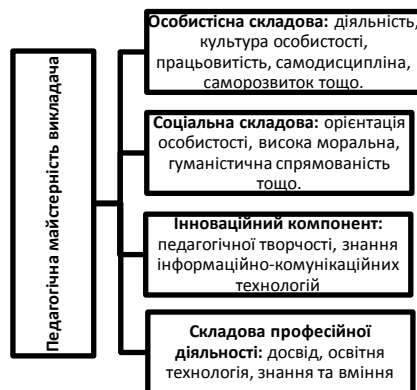 Педагогічна майстерність викладача
Особистісна складова: діяльність,
культура особистості,
працьовитість, самодисципліна,
саморозвиток тощо.
Соціальна складова: орієнтація
особистості, висока моральна,
гуманістична спрямованість
тощо.
Інноваційний компонент:
педагогічної творчості, знання
інформаційно-комунікаційних
технологій
Складова професійної
діяльності: досвід, освітня
технологія, знання та вміння